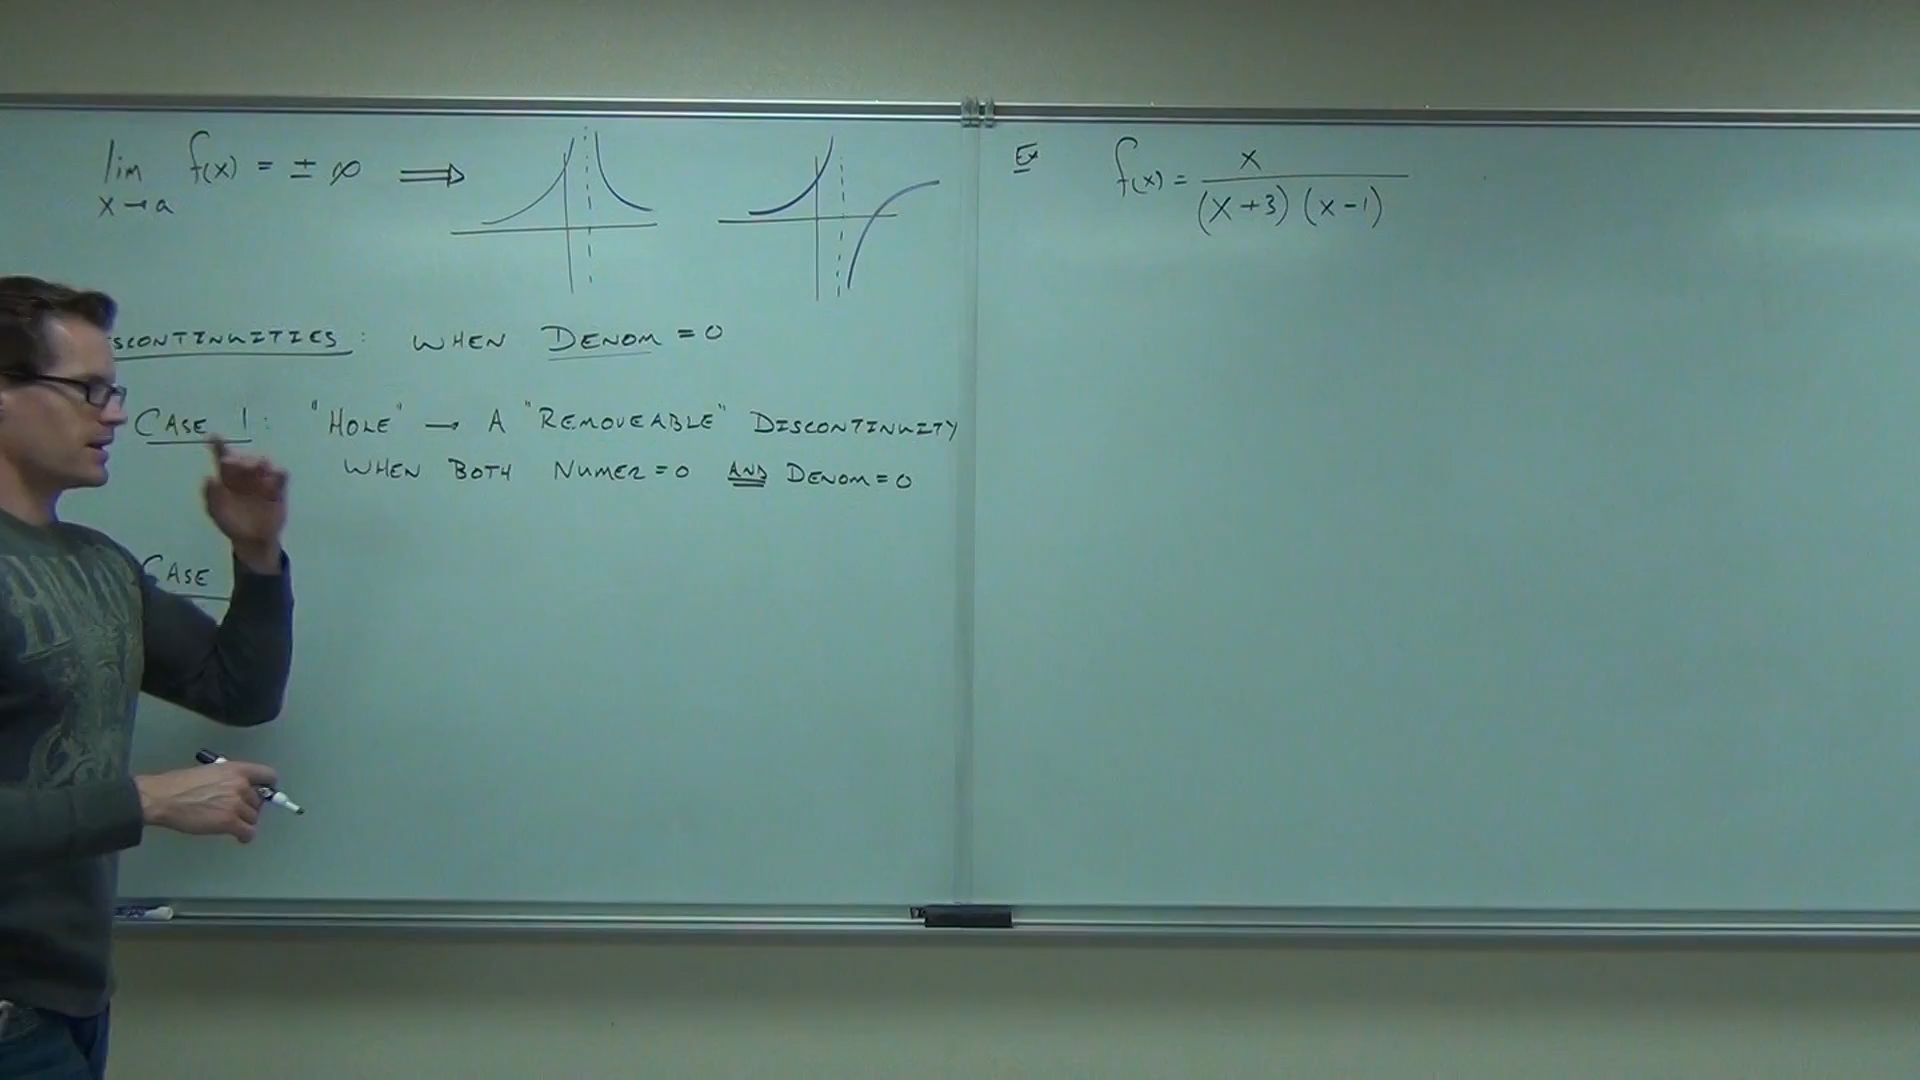 lim f(x) = ± ∞ ⟹
x→a
SCONTINUITIES : WHEN DENOM = 0
CASE 1: "HOLE" → A "REMOVEABLE" DISCONTINUITY
WHEN BOTH NUMER = 0 AND DENOM = 0
CASE
Ex f(x) = x
(x+3)(x-1)